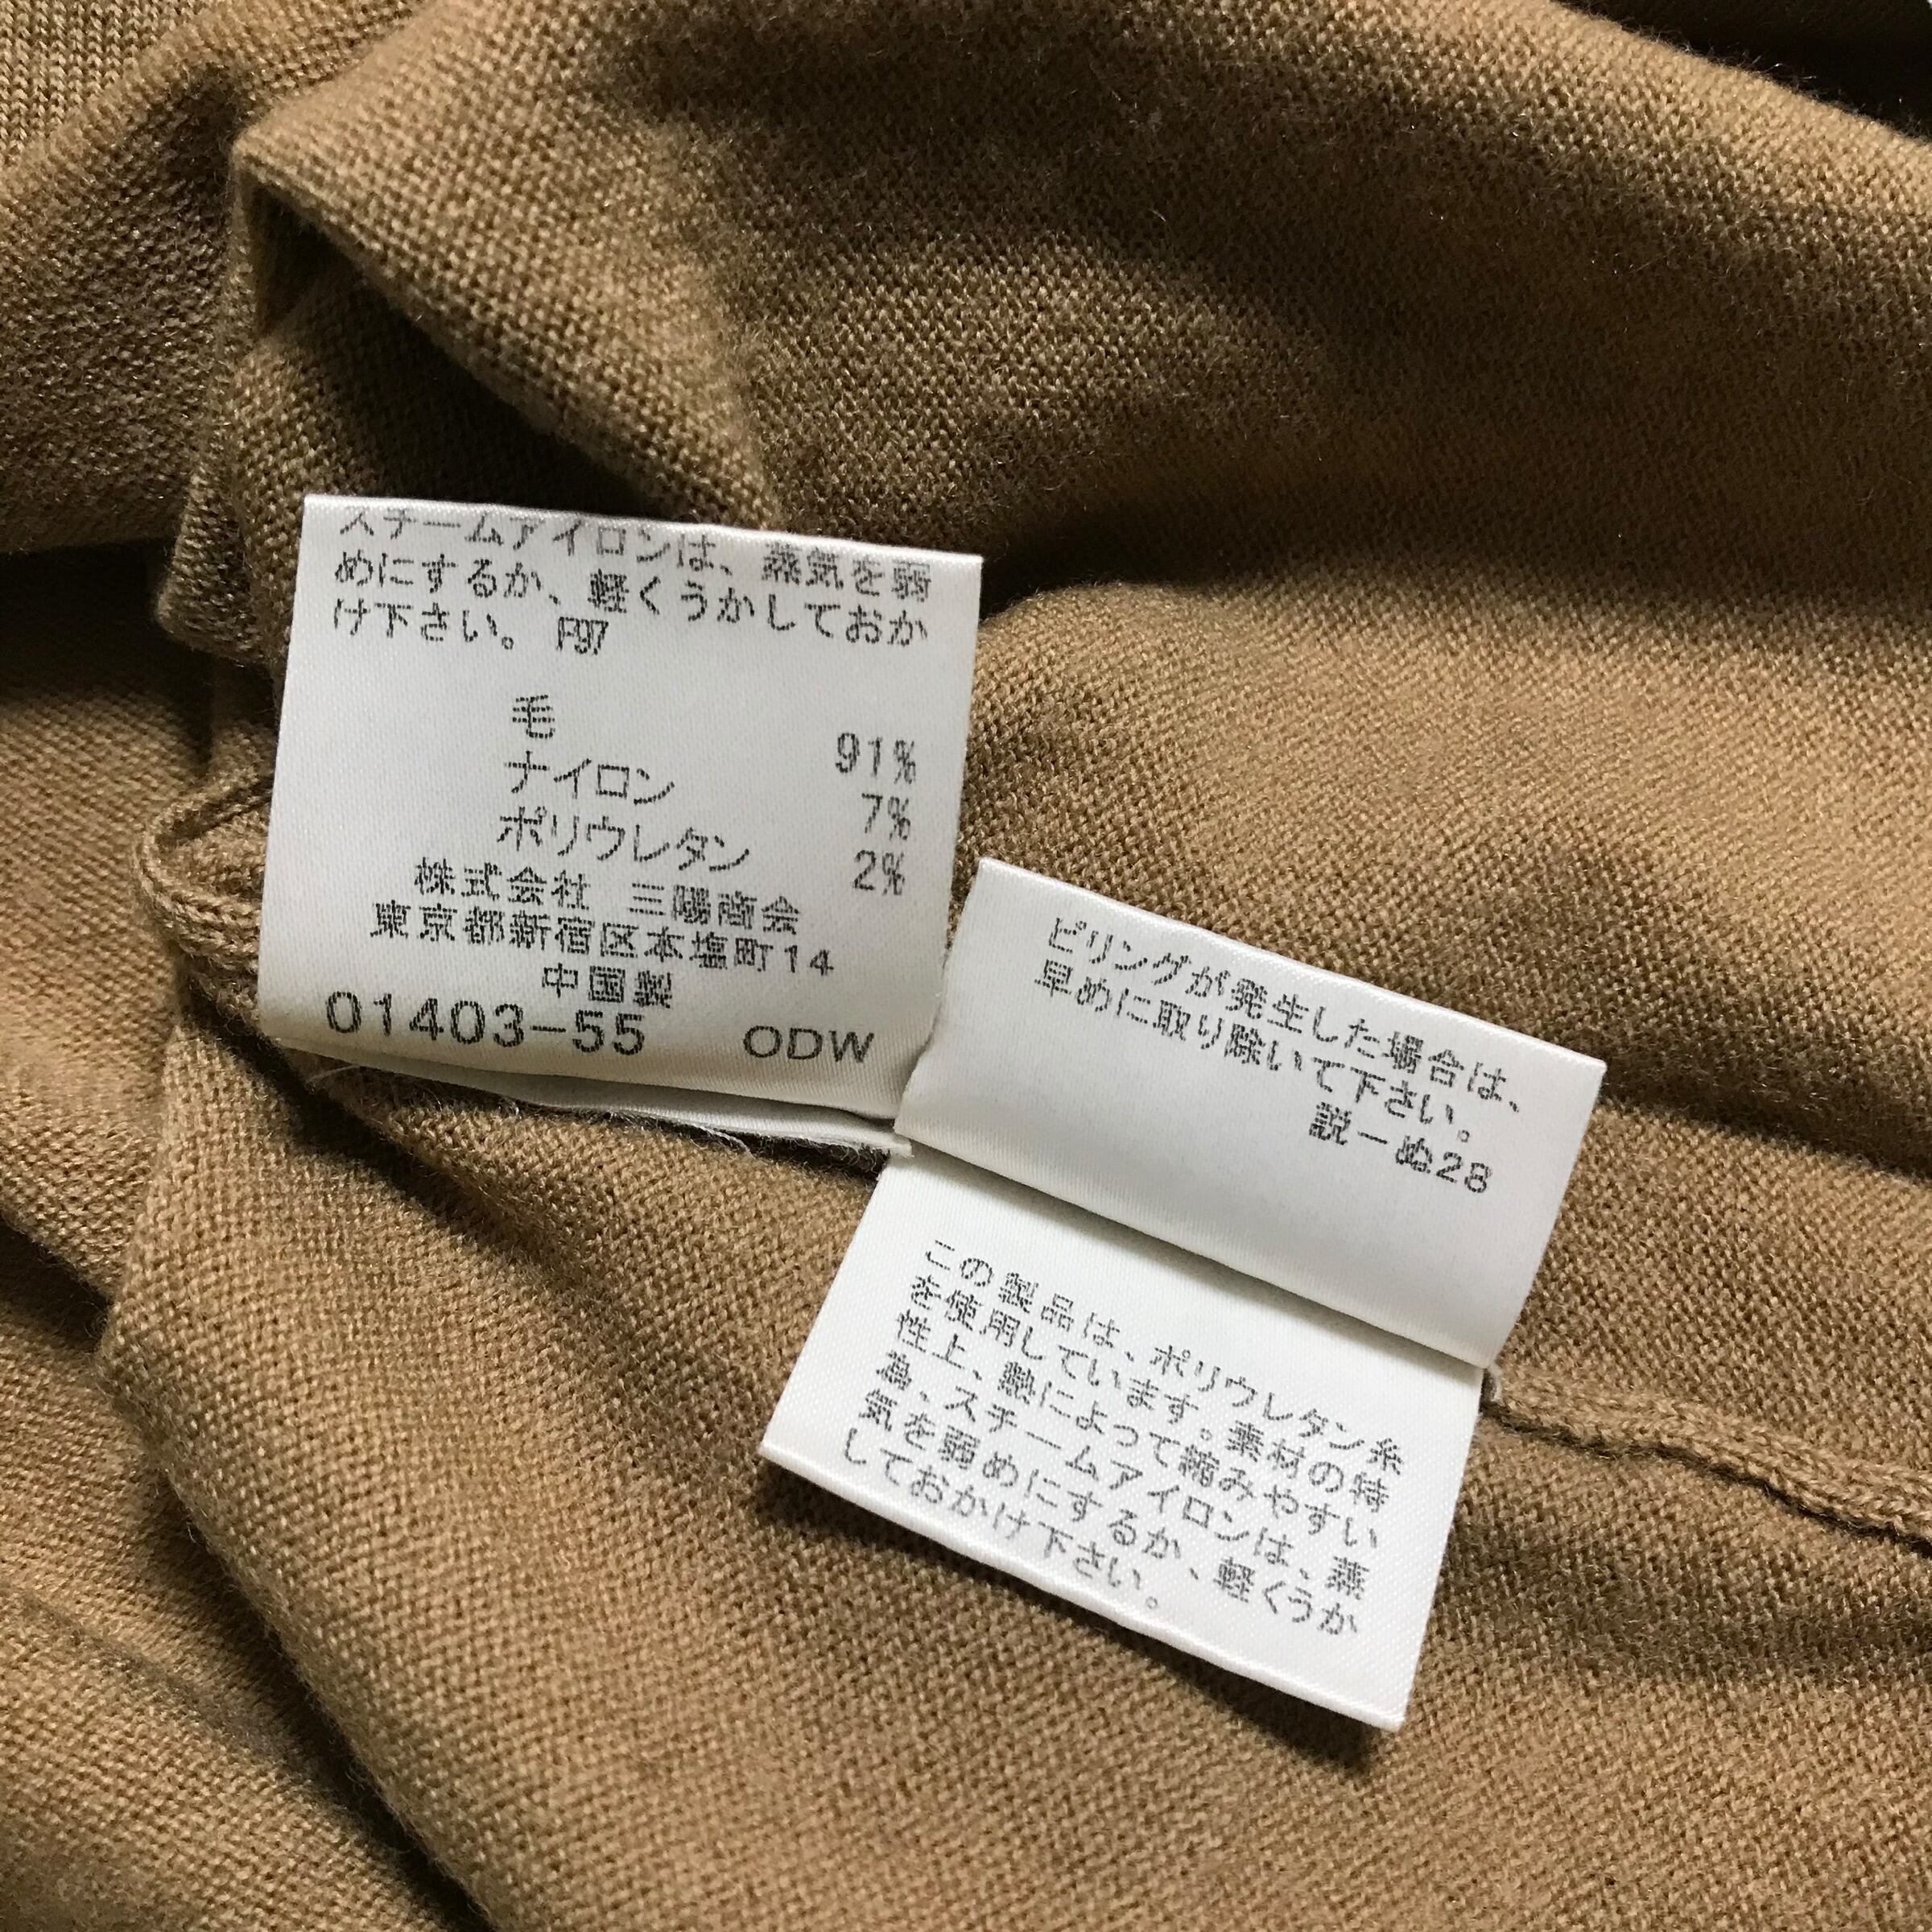 スチームアイロンは、蒸気を弱
めにするか、軽くうかしておか
け下さい。 F97
毛 91%
ナイロン 7%
ポリウレタン 2%
株式会社 三陽商会
東京都新宿区本塩町14
中国製
01403-55 ODW
ピリングが発生した場合は、
早めに取り除いて下さい。
説-ぬ28
この製品は、ポリウレタン糸
を使用しています。素材の特
性上、熱によって縮みやすい
為、スチームアイロンは、蒸
気を弱めにするか、軽くうか
しておかけ下さい。